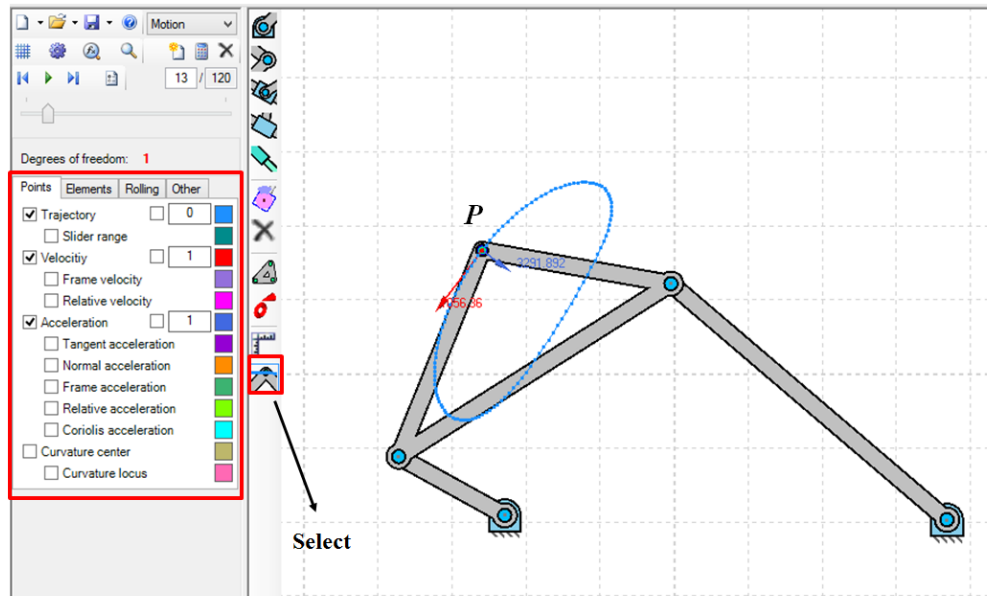 Motion
13 / 120
Degrees of freedom: 1
Points Elements Rolling Other
Trajectory 0
Slider range
Velocitiy 1
Frame velocity
Relative velocity
Acceleration 1
Tangent acceleration
Normal acceleration
Frame acceleration
Relative acceleration
Coriolis acceleration
Curvature center
Curvature locus
P
2291.892
Select